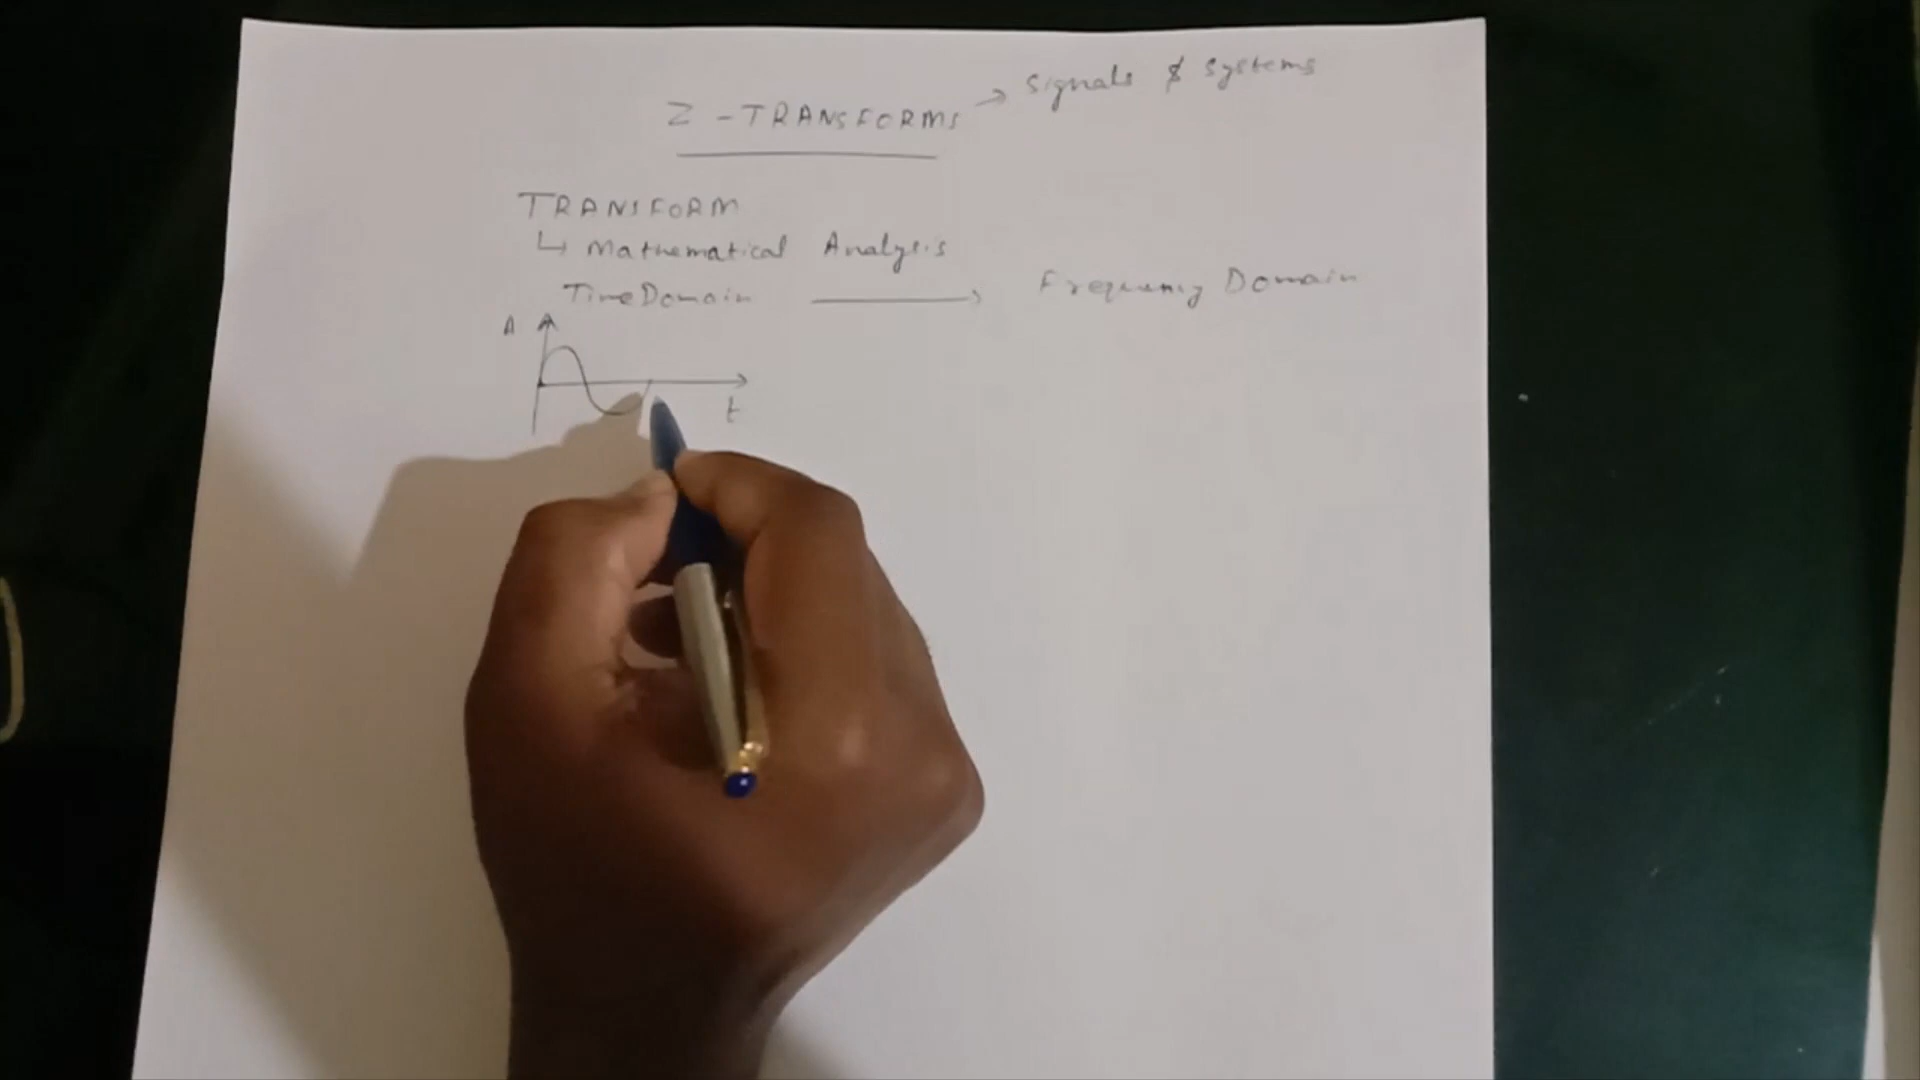 Z - TRANSFORMS → Signals & Systems
TRANSFORM
↳ Mathematical Analysis
Time Domain → Frequency Domain
A
t